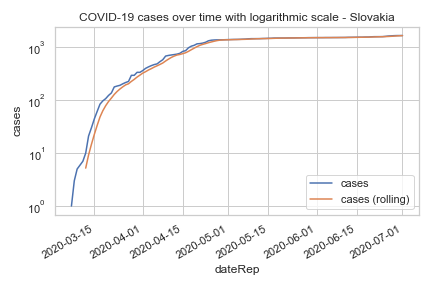 COVID-19 cases over time with logarithmic scale - Slovakia
10³
10²
10¹
10⁰
cases
cases
cases (rolling)
2020-03-15
2020-04-01
2020-04-15
2020-05-01
2020-05-15
2020-06-01
2020-06-15
2020-07-01
dateRep